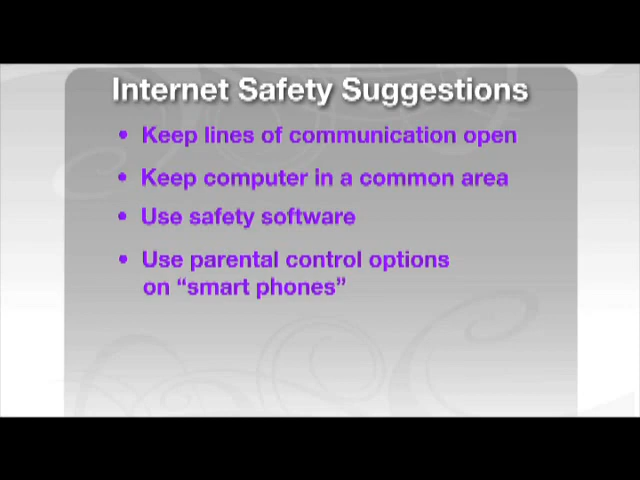 Internet Safety Suggestions
• Keep lines of communication open
• Keep computer in a common area
• Use safety software
• Use parental control options
on “smart phones”